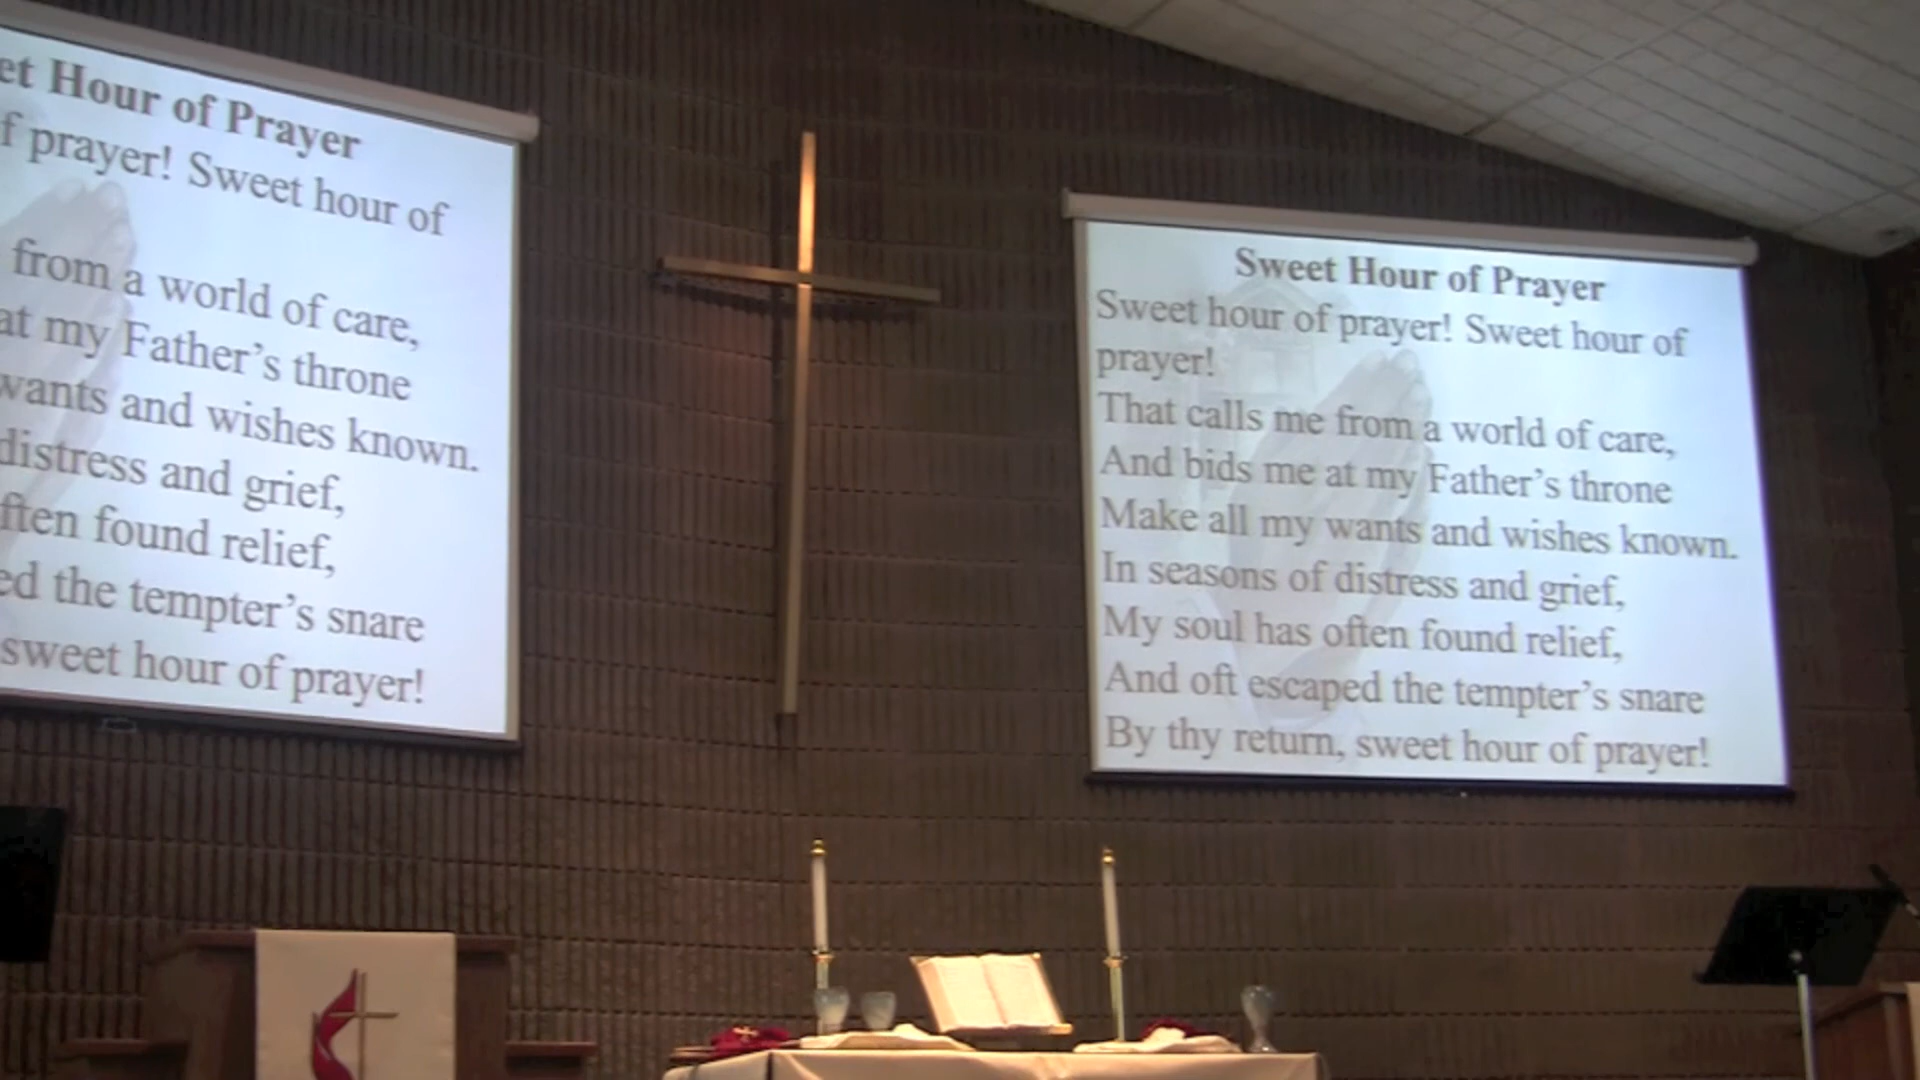 et Hour of Prayer
f prayer! Sweet hour of
from a world of care,
at my Father's throne
wants and wishes known.
distress and grief,
ften found relief,
ed the tempter's snare
sweet hour of prayer!
Sweet Hour of Prayer
Sweet hour of prayer! Sweet hour of
prayer!
That calls me from a world of care,
And bids me at my Father's throne
Make all my wants and wishes known.
In seasons of distress and grief,
My soul has often found relief,
And oft escaped the tempter's snare
By thy return, sweet hour of prayer!